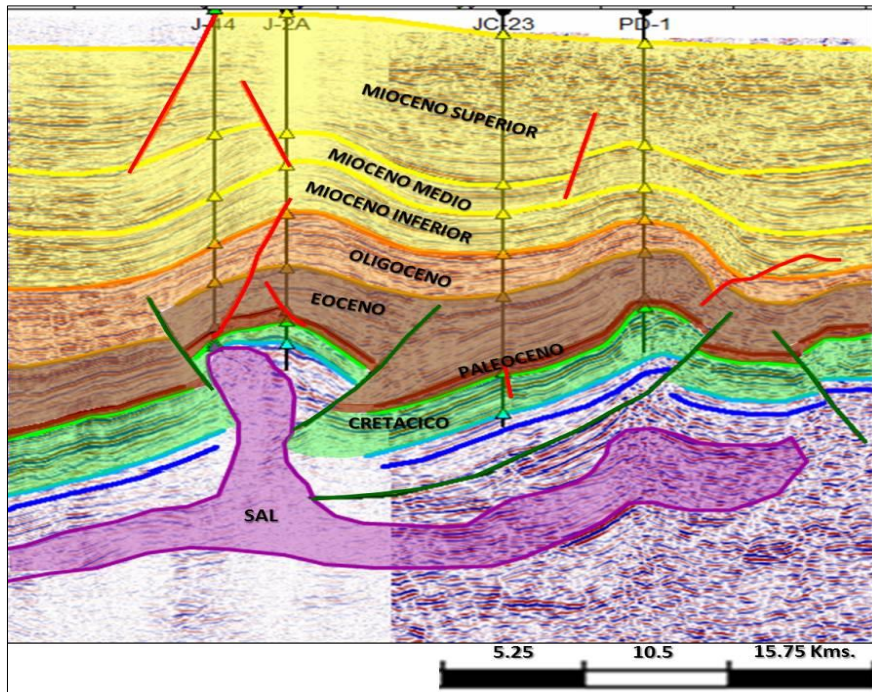 J-44 J-2A JC-23 PD-1
MIOCENO SUPERIOR
MIOCENO MEDIO
MIOCENO INFERIOR
OLIGOCENO
EOCENO
PALEOCENO
CRETACICO
SAL
5.25 10.5 15.75 Kms.